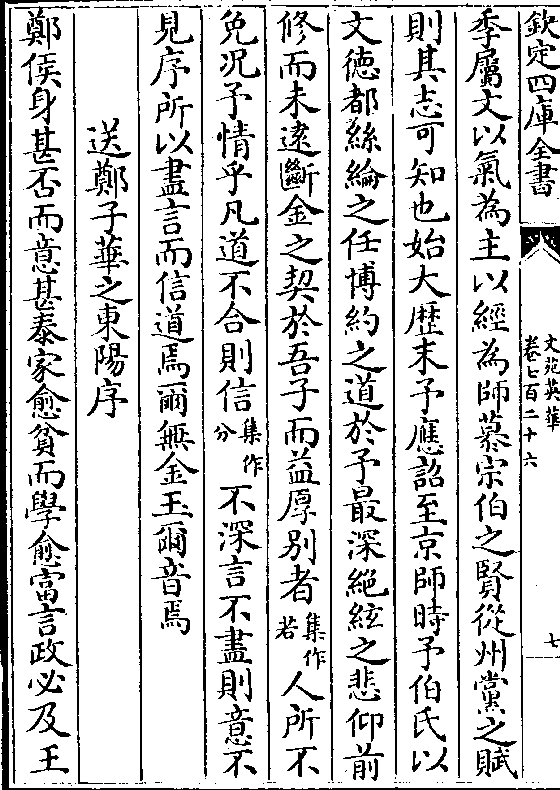 欽定四庫全書
文苑英華
卷七百二十六
七
季屬文以氣為主以經為師慕宗伯之賢從州黨之賦
則其志可知也始大歴末予應詔至京師時予伯氏以
文德都絲綸之任博約之道於予最深絶絃之悲仰前
修而未逮斷金之契於吾子而益厚别者集作若人所不
免况予情乎凡道不合則信集作分不深言不盡則意不
見序所以盡言而信道焉爾無金玉爾音焉
送鄭子華之東陽序
鄭侯身甚否而意甚泰家愈貧而學愈富言政必及王